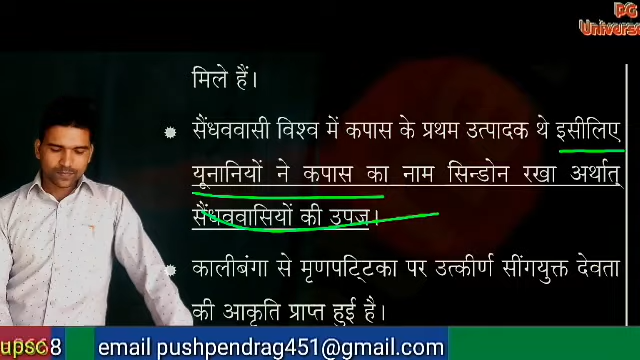 PG
Universe
मिले हैं।
सैंधववासी विश्व में कपास के प्रथम उत्पादक थे इसीलिए
यूनानियों ने कपास का नाम सिन्डोन रखा अर्थात्
सैंधववासियों की उपज।
कालीबंगा से मृणपट्टिका पर उत्कीर्ण सींगयुक्त देवता
की आकृति प्राप्त हुई है।
email pushpendrag451@gmail.com